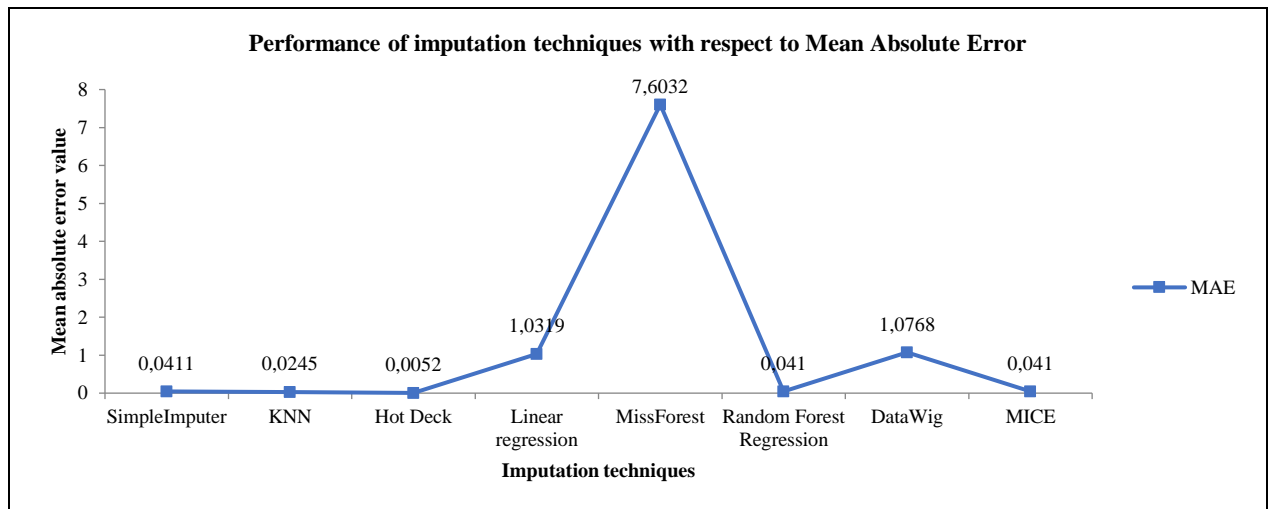 Performance of imputation techniques with respect to Mean Absolute Error
Mean absolute error value
8
7
6
5
4
3
2
1
0
0,0411
0,0245
0,0052
1,0319
7,6032
0,041
1,0768
0,041
SimpleImputer
KNN
Hot Deck
Linear
regression
MissForest
Random Forest
Regression
DataWig
MICE
Imputation techniques
MAE